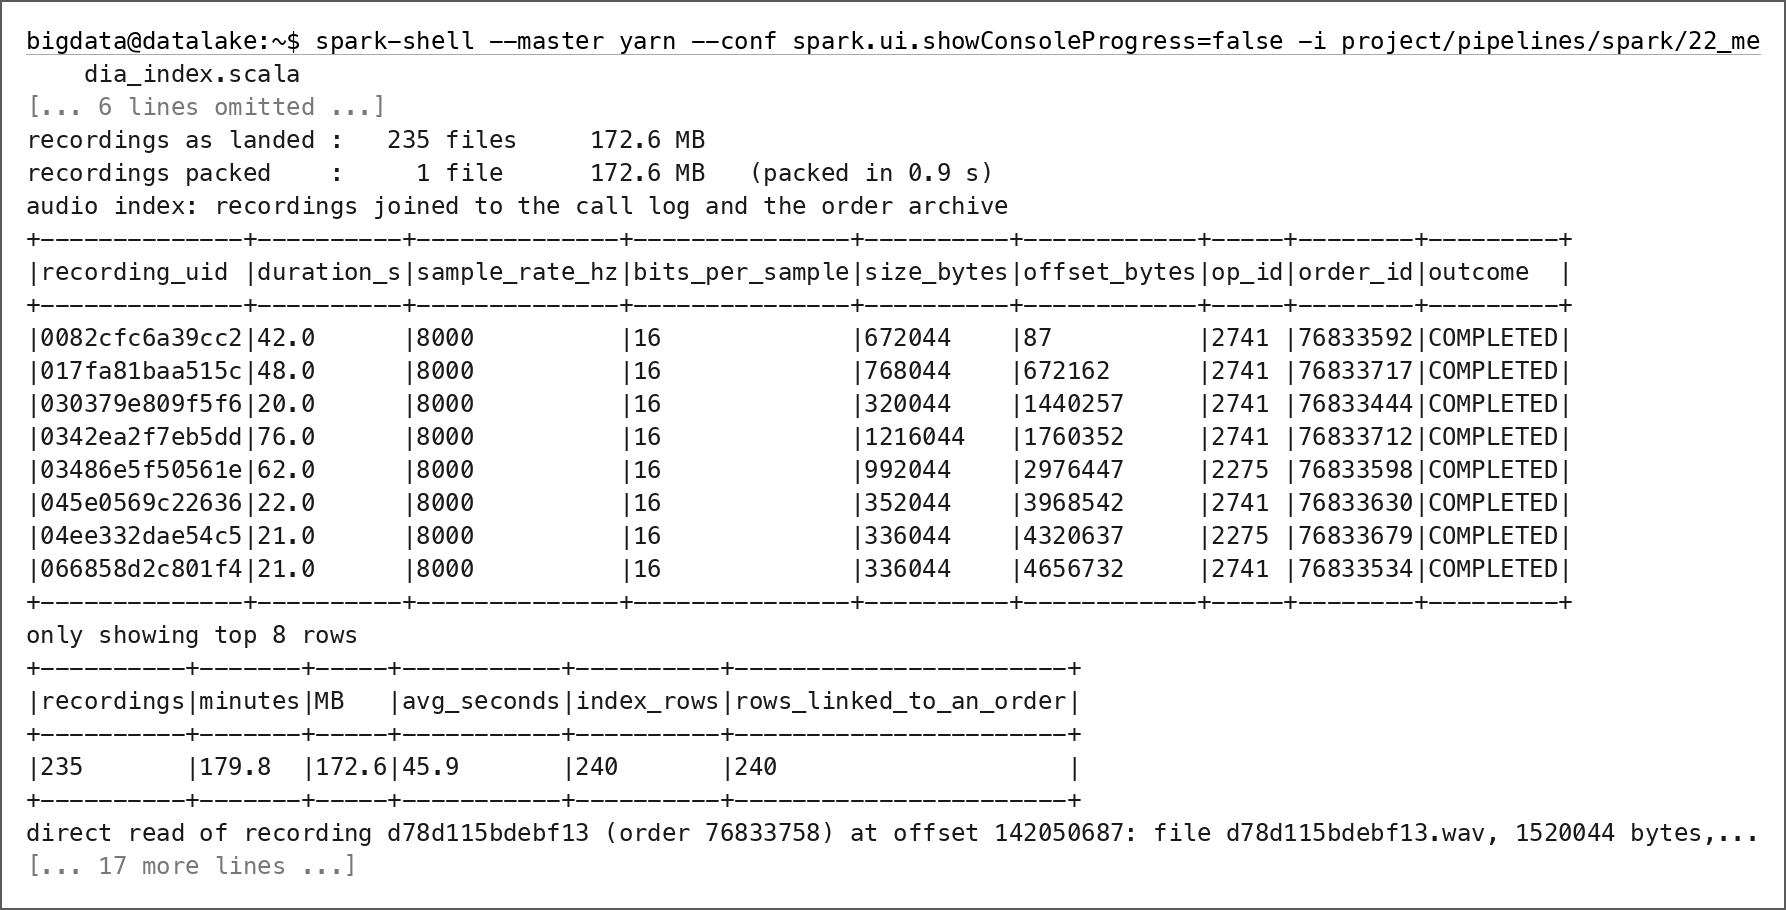 bigdata@datalake:~$ spark-shell --master yarn --conf spark.ui.showConsoleProgress=false -i project/pipelines/spark/22_me
    dia_index.scala
[... 6 lines omitted ...]
recordings as landed :   235 files     172.6 MB
recordings packed    :     1 file      172.6 MB   (packed in 0.9 s)
audio index: recordings joined to the call log and the order archive
+--------------+----------+--------------+---------------+----------+------------+-----+--------+---------+
|recording_uid |duration_s|sample_rate_hz|bits_per_sample|size_bytes|offset_bytes|op_id|order_id|outcome  |
+--------------+----------+--------------+---------------+----------+------------+-----+--------+---------+
|0082cfc6a39cc2|42.0      |8000          |16             |672044    |87          |2741 |76833592|COMPLETED|
|017fa81baa515c|48.0      |8000          |16             |768044    |672162      |2741 |76833717|COMPLETED|
|030379e809f5f6|20.0      |8000          |16             |320044    |1440257     |2741 |76833444|COMPLETED|
|0342ea2f7eb5dd|76.0      |8000          |16             |1216044   |1760352     |2741 |76833712|COMPLETED|
|03486e5f50561e|62.0      |8000          |16             |992044    |2976447     |2275 |76833598|COMPLETED|
|045e0569c22636|22.0      |8000          |16             |352044    |3968542     |2741 |76833630|COMPLETED|
|04ee332dae54c5|21.0      |8000          |16             |336044    |4320637     |2275 |76833679|COMPLETED|
|066858d2c801f4|21.0      |8000          |16             |336044    |4656732     |2741 |76833534|COMPLETED|
+--------------+----------+--------------+---------------+----------+------------+-----+--------+---------+
only showing top 8 rows
+----------+-------+-----+-----------+----------+-----------------------+
|recordings|minutes|MB   |avg_seconds|index_rows|rows_linked_to_an_order|
+----------+-------+-----+-----------+----------+-----------------------+
|235       |179.8  |172.6|45.9       |240       |240                    |
+----------+-------+-----+-----------+----------+-----------------------+
direct read of recording d78d115bdebf13 (order 76833758) at offset 142050687: file d78d115bdebf13.wav, 1520044 bytes,...
[... 17 more lines ...]